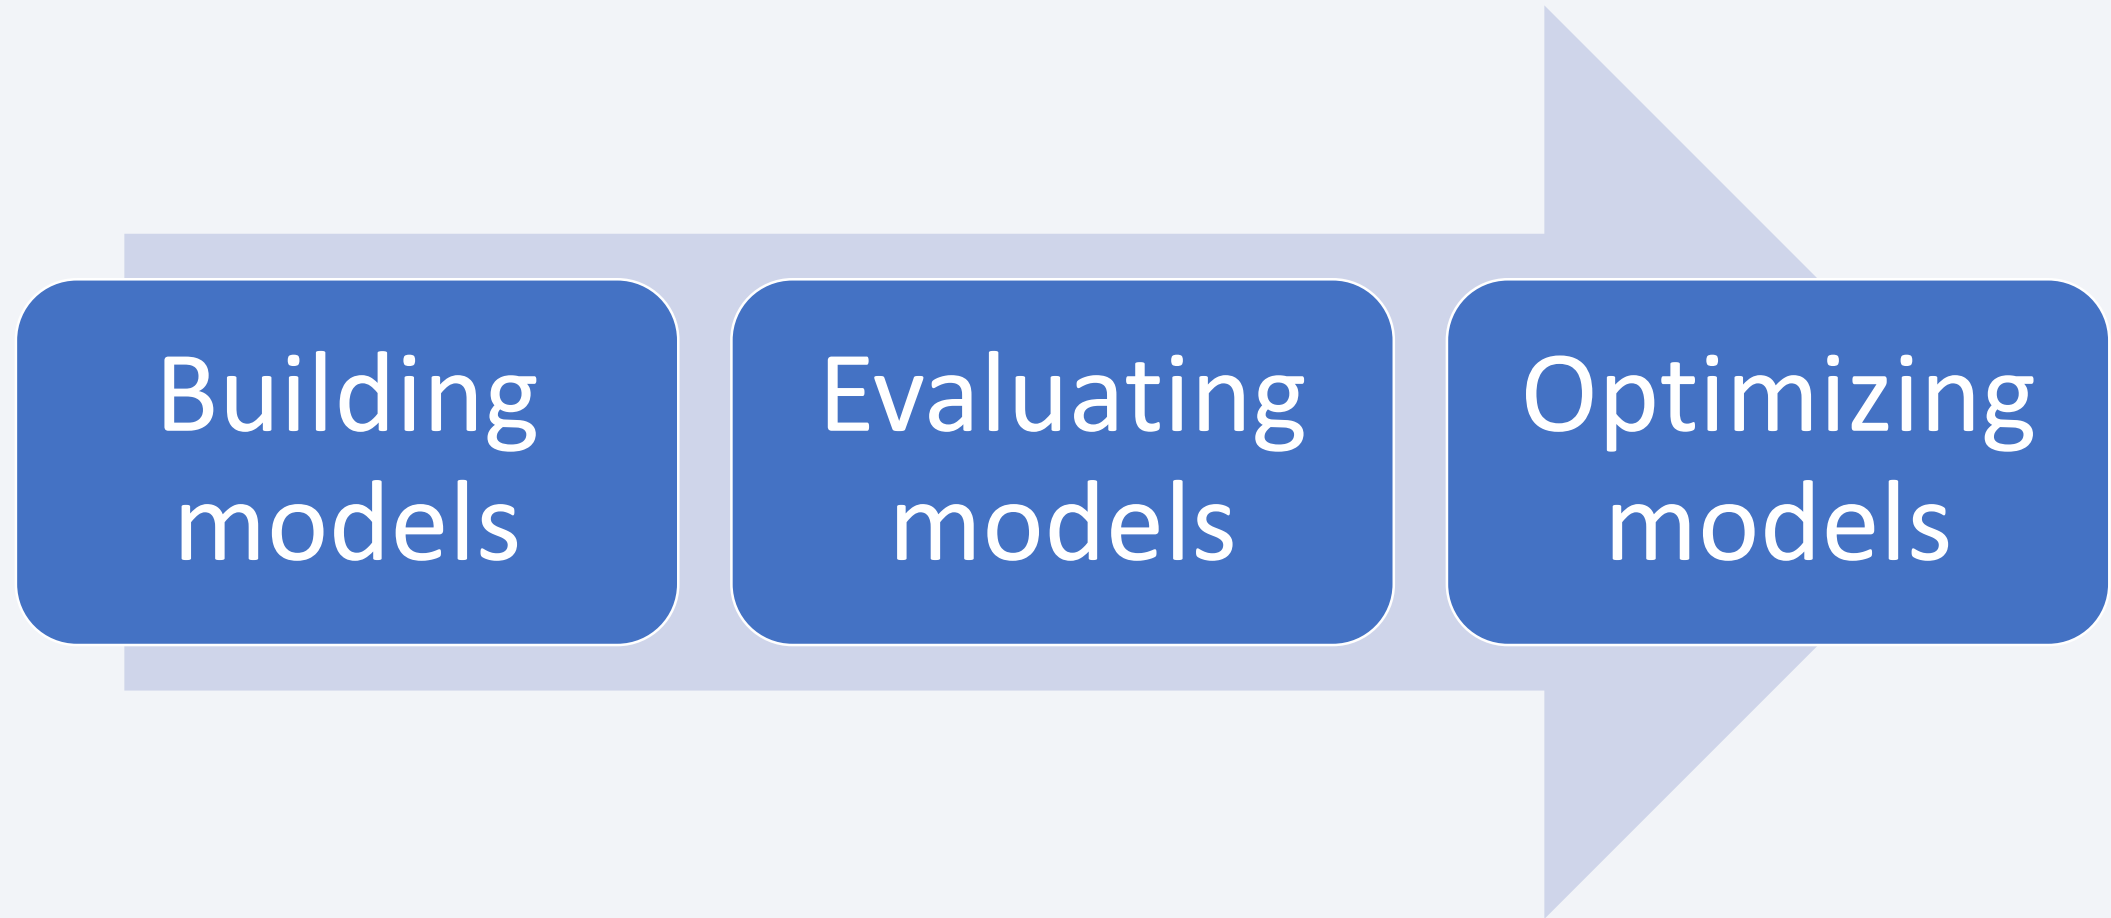 Building
models
Evaluating
models
Optimizing
models